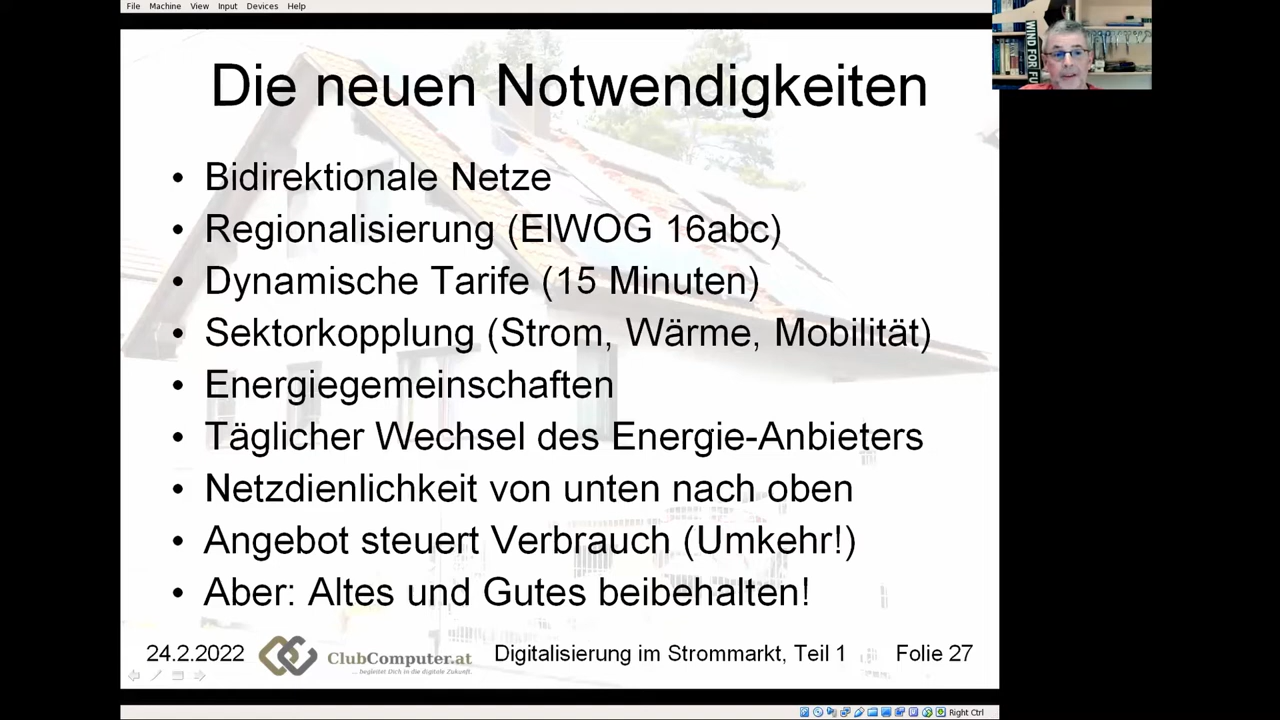 File Machine View Input Devices Help
WIND FOR FU
Die neuen Notwendigkeiten
• Bidirektionale Netze
• Regionalisierung (ElWOG 16abc)
• Dynamische Tarife (15 Minuten)
• Sektorkopplung (Strom, Wärme, Mobilität)
• Energiegemeinschaften
• Täglicher Wechsel des Energie-Anbieters
• Netzdienlichkeit von unten nach oben
• Angebot steuert Verbrauch (Umkehr!)
• Aber: Altes und Gutes beibehalten!
24.2.2022 ClubComputer.at Digitalisierung im Strommarkt, Teil 1 Folie 27
... begleitet Dich in die digitale Zukunft.
Right Ctrl